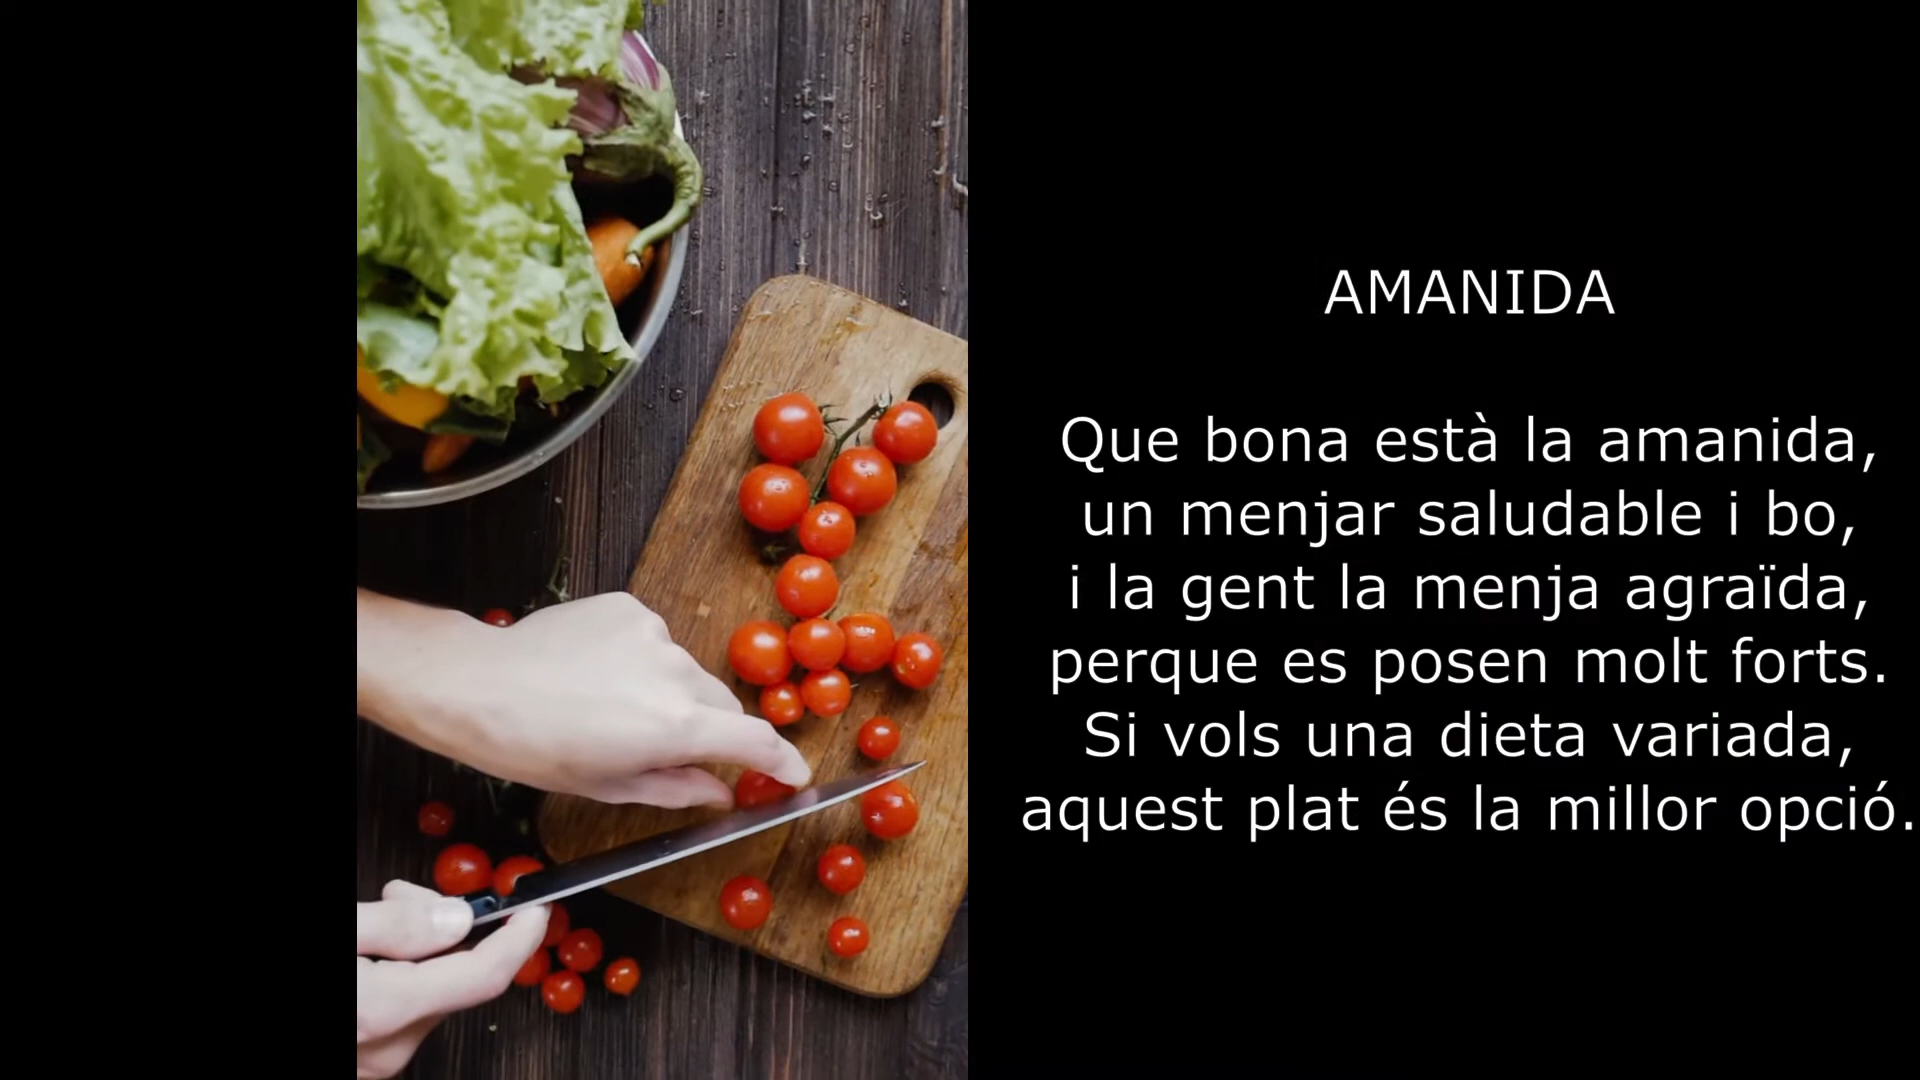 AMANIDA
Que bona està la amanida,
un menjar saludable i bo,
i la gent la menja agraïda,
perque es posen molt forts.
Si vols una dieta variada,
aquest plat és la millor opció.